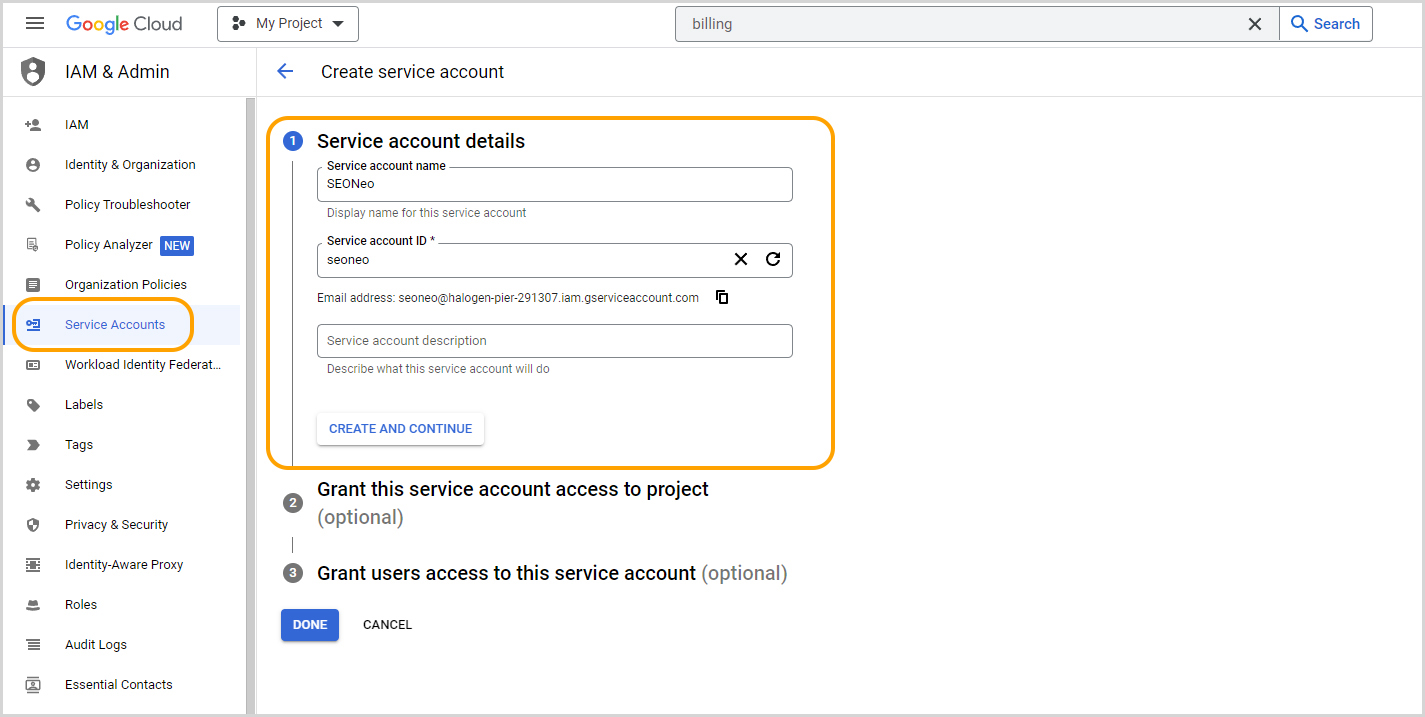 Google Cloud
My Project
billing
Search
IAM & Admin
Create service account
IAM
Identity & Organization
Policy Troubleshooter
Policy Analyzer NEW
Organization Policies
Service Accounts
Workload Identity Federat...
Labels
Tags
Settings
Privacy & Security
Identity-Aware Proxy
Roles
Audit Logs
Essential Contacts
1 Service account details
Service account name
SEONeo
Display name for this service account
Service account ID *
seoneo
Email address: seoneo@halogen-pier-291307.iam.gserviceaccount.com
Service account description
Describe what this service account will do
CREATE AND CONTINUE
2 Grant this service account access to project
(optional)
3 Grant users access to this service account (optional)
DONE
CANCEL